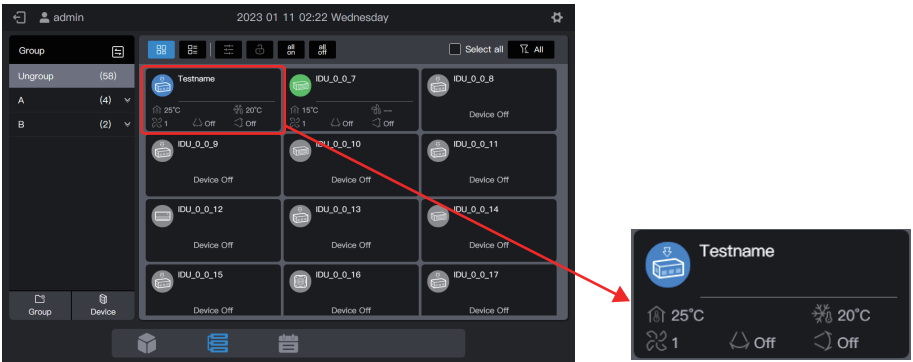 admin
2023 01 11 02:22 Wednesday
Group
all on
all off
Select all
All
Ungroup (58)
A (4)
B (2)
Testname
25°C 20°C
1 Off Off
IDU_0_0_7
15°C --
1 Off Off
IDU_0_0_8
Device Off
IDU_0_0_9
Device Off
IDU_0_0_10
Device Off
IDU_0_0_11
Device Off
IDU_0_0_12
Device Off
IDU_0_0_13
Device Off
IDU_0_0_14
Device Off
IDU_0_0_15
Device Off
IDU_0_0_16
Device Off
IDU_0_0_17
Device Off
Group
Device
Testname
25°C 20°C
1 Off Off